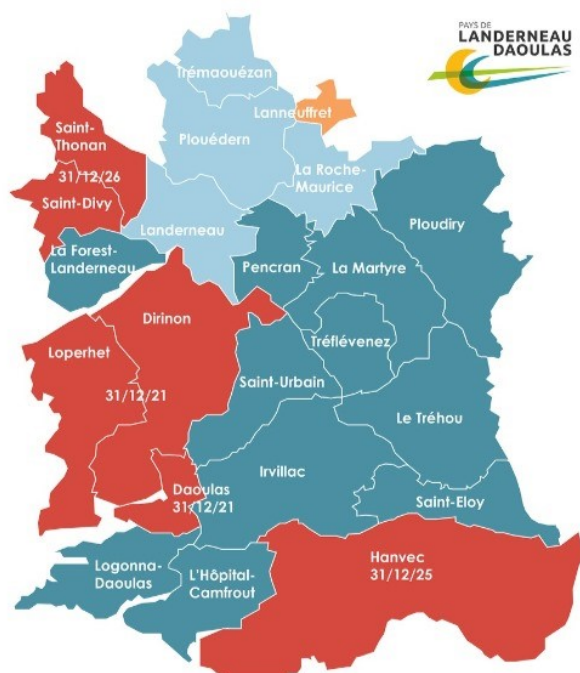 PAYS DE
LANDERNEAU
DAOULAS
Trémaouézan
Lanneuffret
Plouédern
Saint-
Thonan
31/12/26
Saint-Divy
La Roche-
Maurice
Ploudiry
Landerneau
La Forest-
Landerneau
Pencran
La Martyre
Dirinon
Loperhet
Tréflévenez
31/12/21
Saint-Urbain
Le Tréhou
Irvillac
Daoulas
31/12/21
Saint-Eloy
Logonna-
Daoulas
L'Hôpital-
Camfrout
Hanvec
31/12/25